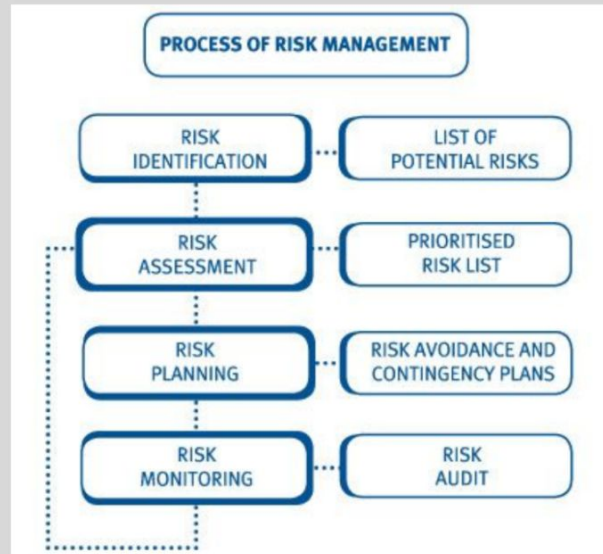 PROCESS OF RISK MANAGEMENT
RISK
IDENTIFICATION
LIST OF
POTENTIAL RISKS
RISK
ASSESSMENT
PRIORITISED
RISK LIST
RISK
PLANNING
RISK AVOIDANCE AND
CONTINGENCY PLANS
RISK
MONITORING
RISK
AUDIT